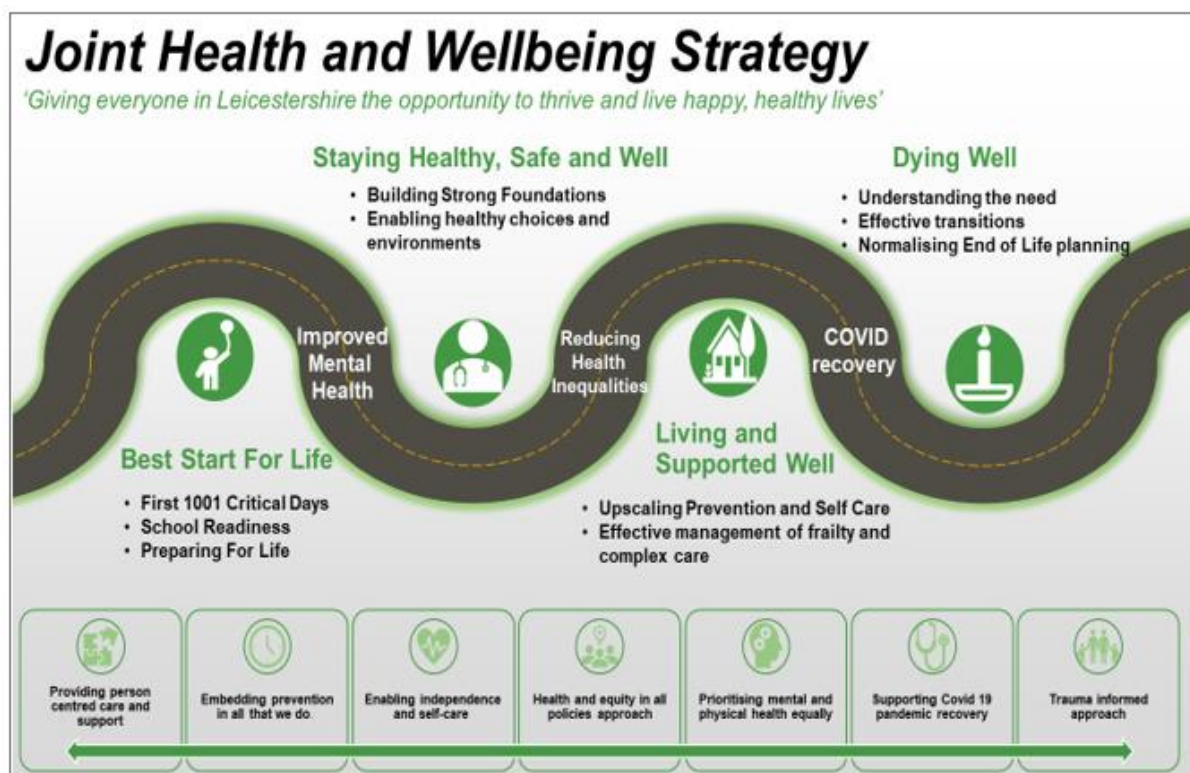 Joint Health and Wellbeing Strategy
'Giving everyone in Leicestershire the opportunity to thrive and live happy, healthy lives'
Staying Healthy, Safe and Well
• Building Strong Foundations
• Enabling healthy choices and
environments
Dying Well
• Understanding the need
• Effective transitions
• Normalising End of Life planning
Improved
Mental
Health
Reducing
Health
Inequalities
COVID
recovery
Best Start For Life
• First 1001 Critical Days
• School Readiness
• Preparing For Life
Living and
Supported Well
• Upscaling Prevention and Self Care
• Effective management of frailty and
complex care
Providing person
centred care and
support
Embedding prevention
in all that we do
Enabling independence
and self-care
Health and equity in all
policies approach
Prioritising mental and
physical health equally
Supporting Covid 19
pandemic recovery
Trauma informed
approach